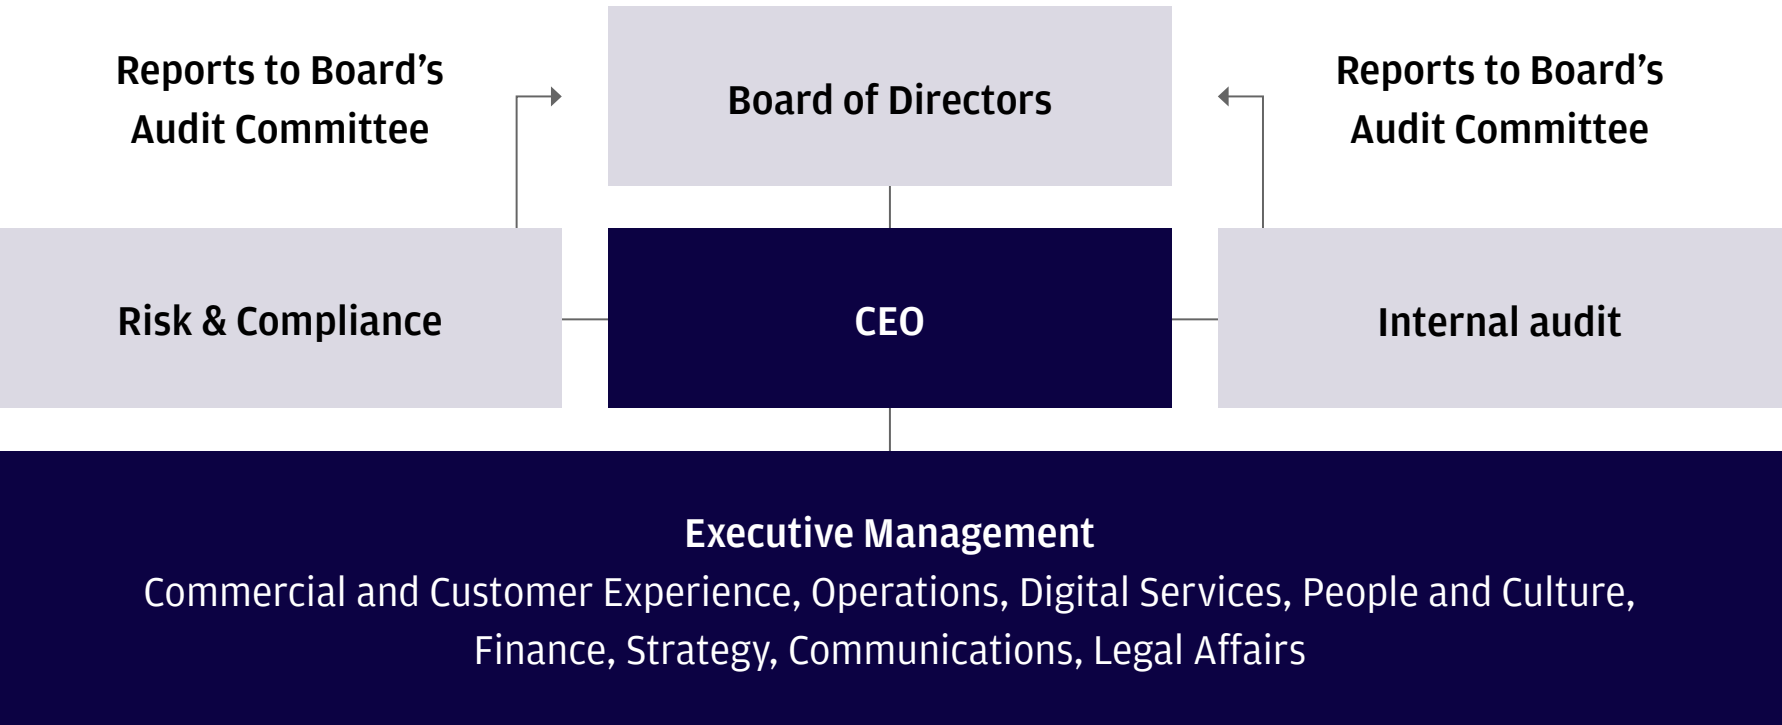 Reports to Board’s
Audit Committee
Board of Directors
Reports to Board’s
Audit Committee
Risk & Compliance
CEO
Internal audit
Executive Management
Commercial and Customer Experience, Operations, Digital Services, People and Culture,
Finance, Strategy, Communications, Legal Affairs